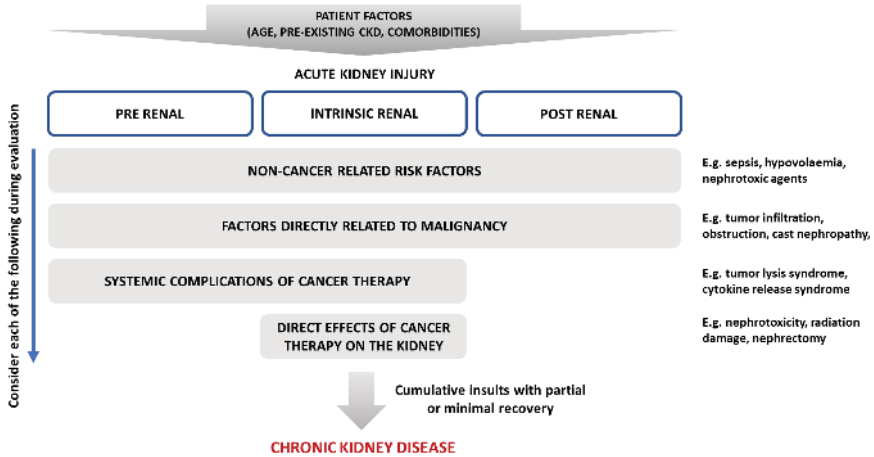 PATIENT FACTORS
(AGE, PRE-EXISTING CKD, COMORBIDITIES)
ACUTE KIDNEY INJURY
PRE RENAL
INTRINSIC RENAL
POST RENAL
Consider each of the following during evaluation
NON-CANCER RELATED RISK FACTORS
E.g. sepsis, hypovolaemia,
nephrotoxic agents
FACTORS DIRECTLY RELATED TO MALIGNANCY
E.g. tumor infiltration,
obstruction, cast nephropathy,
SYSTEMIC COMPLICATIONS OF CANCER THERAPY
E.g. tumor lysis syndrome,
cytokine release syndrome
DIRECT EFFECTS OF CANCER
THERAPY ON THE KIDNEY
E.g. nephrotoxicity, radiation
damage, nephrectomy
Cumulative insults with partial
or minimal recovery
CHRONIC KIDNEY DISEASE